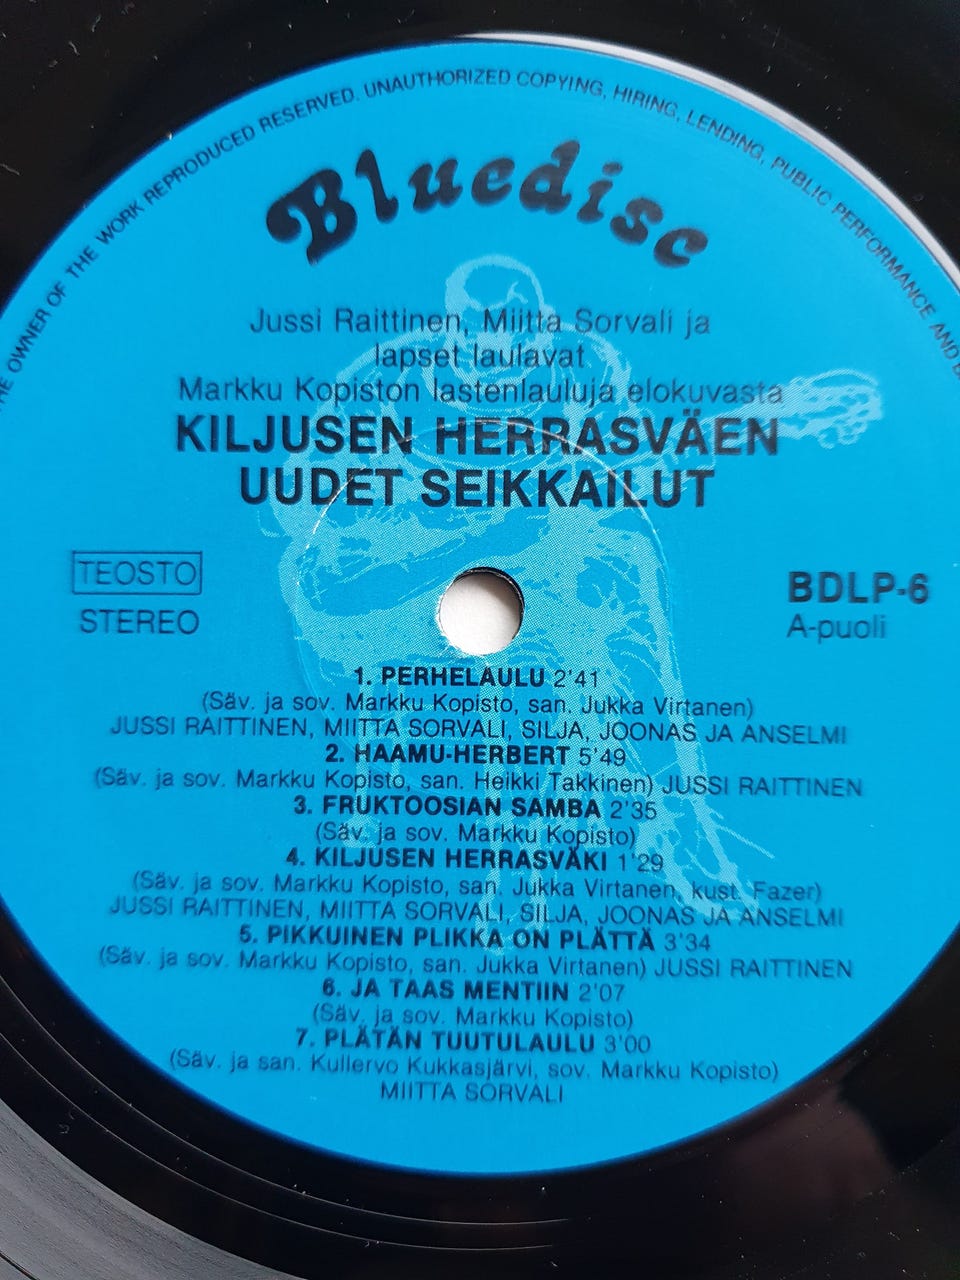 THE OWNER OF THE WORK REPRODUCED RESERVED. UNAUTHORIZED COPYING, HIRING, LENDING, PUBLIC PERFORMANCE AND
Bluedisc
Jussi Raittinen, Miitta Sorvali ja
lapset laulavat
Markku Kopiston lastenlauluja elokuvasta
KILJUSEN HERRASVÄEN
UUDET SEIKKAILUT
TEOSTO
STEREO
BDLP-6
A-puoli
1. PERHELAULU 2'41
(Säv. ja sov. Markku Kopisto, san. Jukka Virtanen)
JUSSI RAITTINEN, MIITTA SORVALI, SILJA, JOONAS JA ANSELMI
2. HAAMU-HERBERT 5'49
(Säv. ja sov. Markku Kopisto, san. Heikki Takkinen) JUSSI RAITTINEN
3. FRUKTOOSIAN SAMBA 2'35
(Säv. ja sov. Markku Kopisto)
4. KILJUSEN HERRASVÄKI 1'29
(Säv. ja sov. Markku Kopisto, san. Jukka Virtanen, kust. Fazer)
JUSSI RAITTINEN, MIITTA SORVALI, SILJA, JOONAS JA ANSELMI
5. PIKKUINEN PLIKKA ON PLÄTTÄ 3'34
(Säv. ja sov. Markku Kopisto, san. Jukka Virtanen) JUSSI RAITTINEN
6. JA TAAS MENTIIN 2'07
(Säv. ja sov. Markku Kopisto)
7. PLÄTÄN TUUTULAULU 3'00
(Säv. ja san. Kullervo Kukkasjärvi, sov. Markku Kopisto)
MIITTA SORVALI